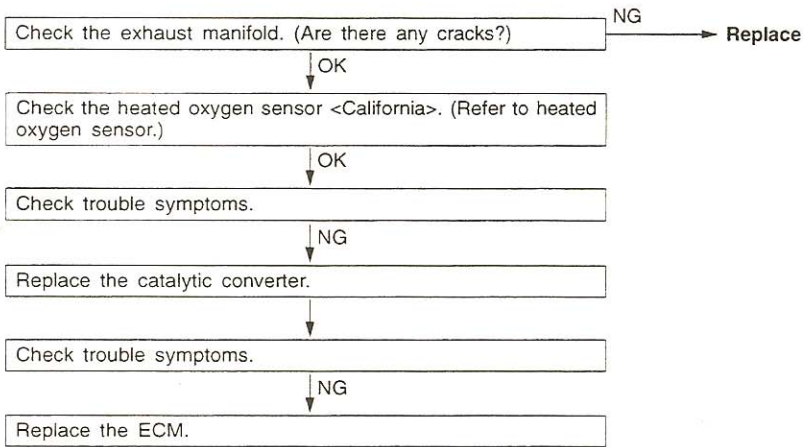 Check the exhaust manifold. (Are there any cracks?)
NG
Replace
OK
Check the heated oxygen sensor <California>. (Refer to heated
oxygen sensor.)
OK
Check trouble symptoms.
NG
Replace the catalytic converter.
Check trouble symptoms.
NG
Replace the ECM.